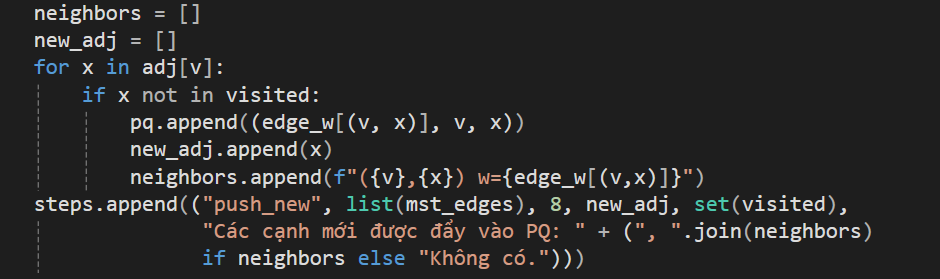 neighbors = []
new_adj = []
for x in adj[v]:
    if x not in visited:
        pq.append((edge_w[(v, x)], v, x))
        new_adj.append(x)
        neighbors.append(f"({v},{x}) w={edge_w[(v,x)]}")
steps.append(("push_new", list(mst_edges), 8, new_adj, set(visited),
              "Các cạnh mới được đẩy vào PQ: " + (", ".join(neighbors)
              if neighbors else "Không có.")))